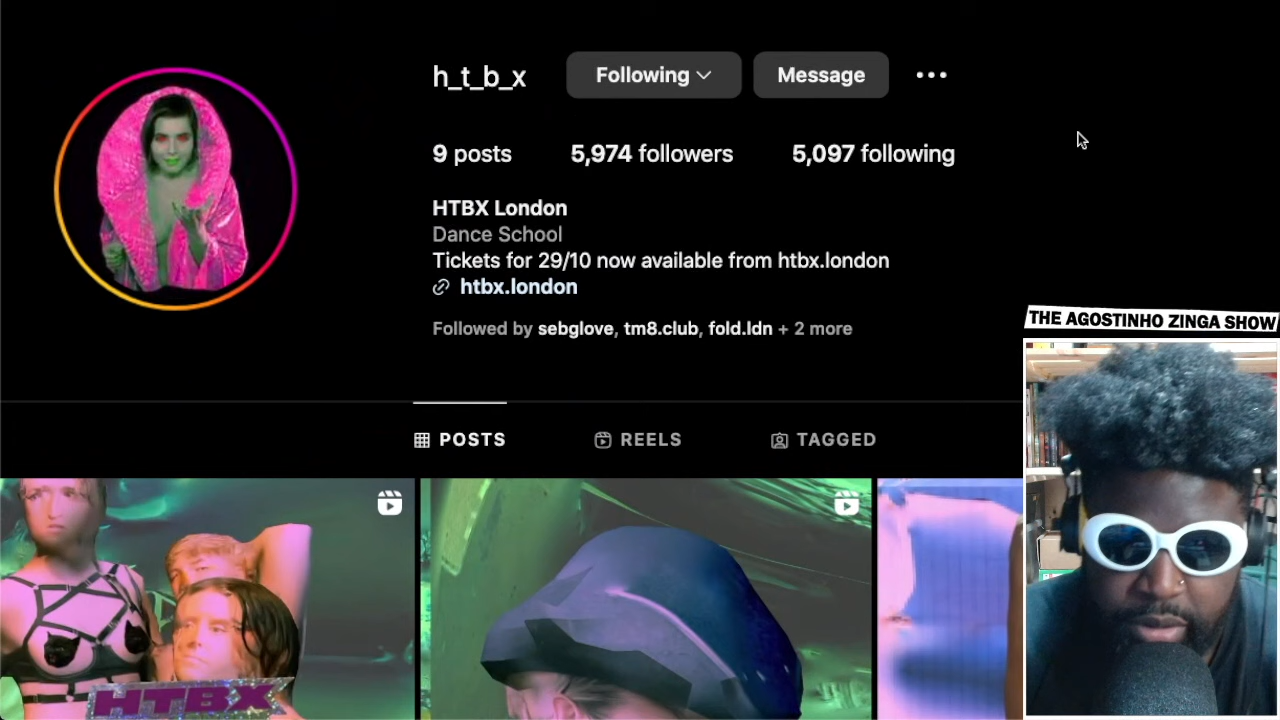 h_t_b_x
Following
Message
9 posts
5,974 followers
5,097 following
HTBX London
Dance School
Tickets for 29/10 now available from htbx.london
htbx.london
Followed by sebglove, tm8.club, fold.ldn + 2 more
THE AGOSTINHO ZINGA SHOW
POSTS
REELS
TAGGED
HTBX